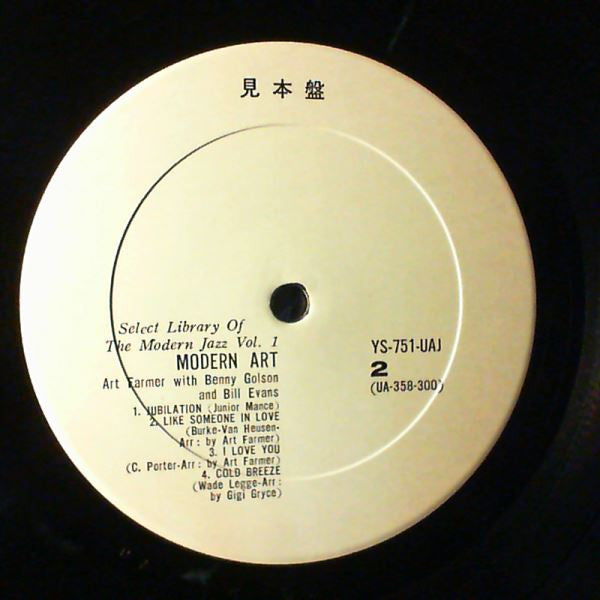 見本盤
Select Library Of
The Modern Jazz Vol. 1
MODERN ART
Art Farmer with Benny Golson
and Bill Evans
1. JUBILATION (Junior Mance)
2. LIKE SOMEONE IN LOVE
(Burke-Van Heusen-
Arr: by Art Farmer)
3. I LOVE YOU
(C. Porter-Arr: by Art Farmer)
4. COLD BREEZE
(Wade Legge-Arr:
by Gigi Gryce)
YS-751-UAJ
2
(UA-358-300)